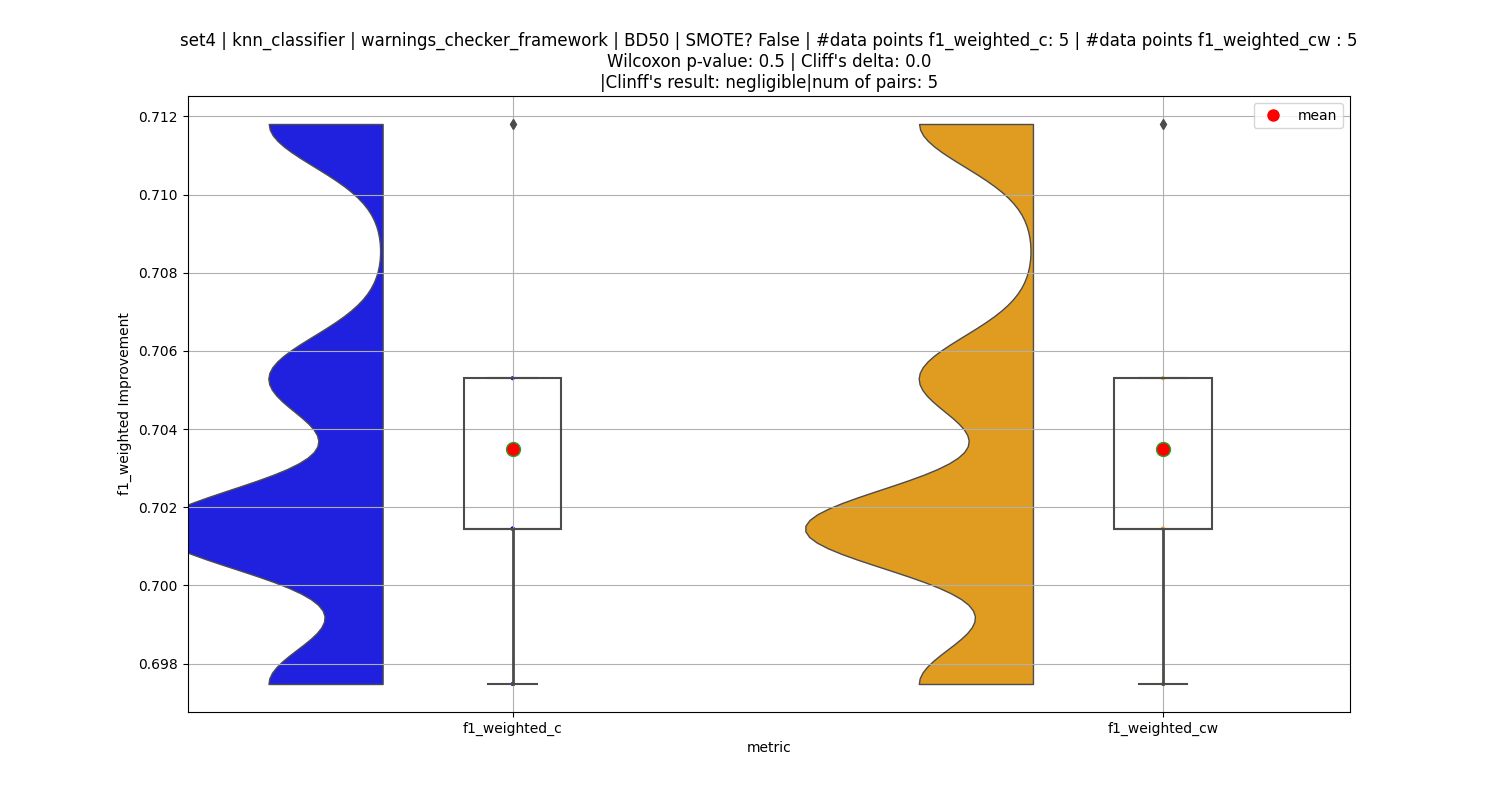 set4 | knn_classifier | warnings_checker_framework | BD50 | SMOTE? False | #data points f1_weighted_c: 5 | #data points f1_weighted_cw : 5
Wilcoxon p-value: 0.5 | Cliff's delta: 0.0
|Clinff's result: negligible|num of pairs: 5
mean
0.712
0.710
0.708
0.706
0.704
0.702
0.700
0.698
f1_weighted Improvement
f1_weighted_c
f1_weighted_cw
metric